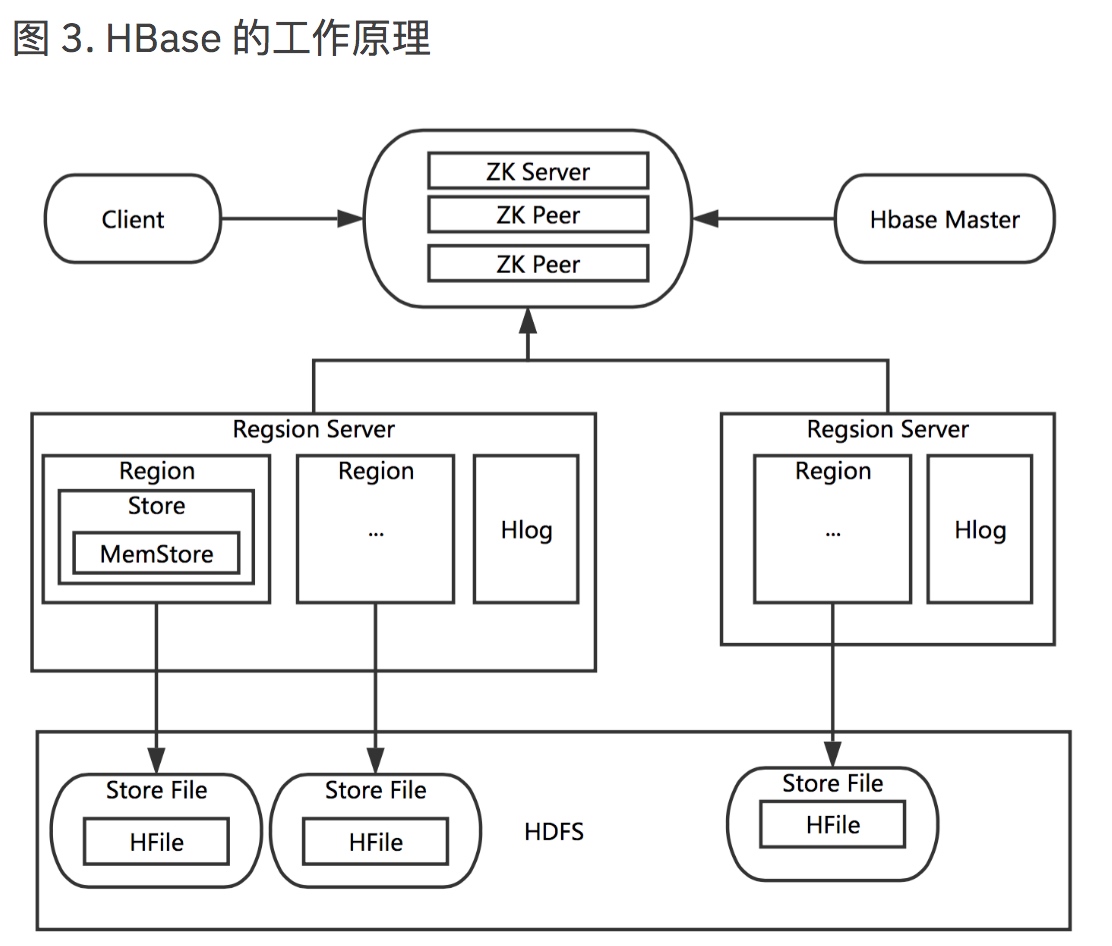 图 3. HBase 的工作原理
ZK Server
Client
ZK Peer
Hbase Master
ZK Peer
Regsion Server
Region
Store
MemStore
Region
...
Hlog
Regsion Server
Region
...
Hlog
Store File
HFile
Store File
HFile
HDFS
Store File
HFile